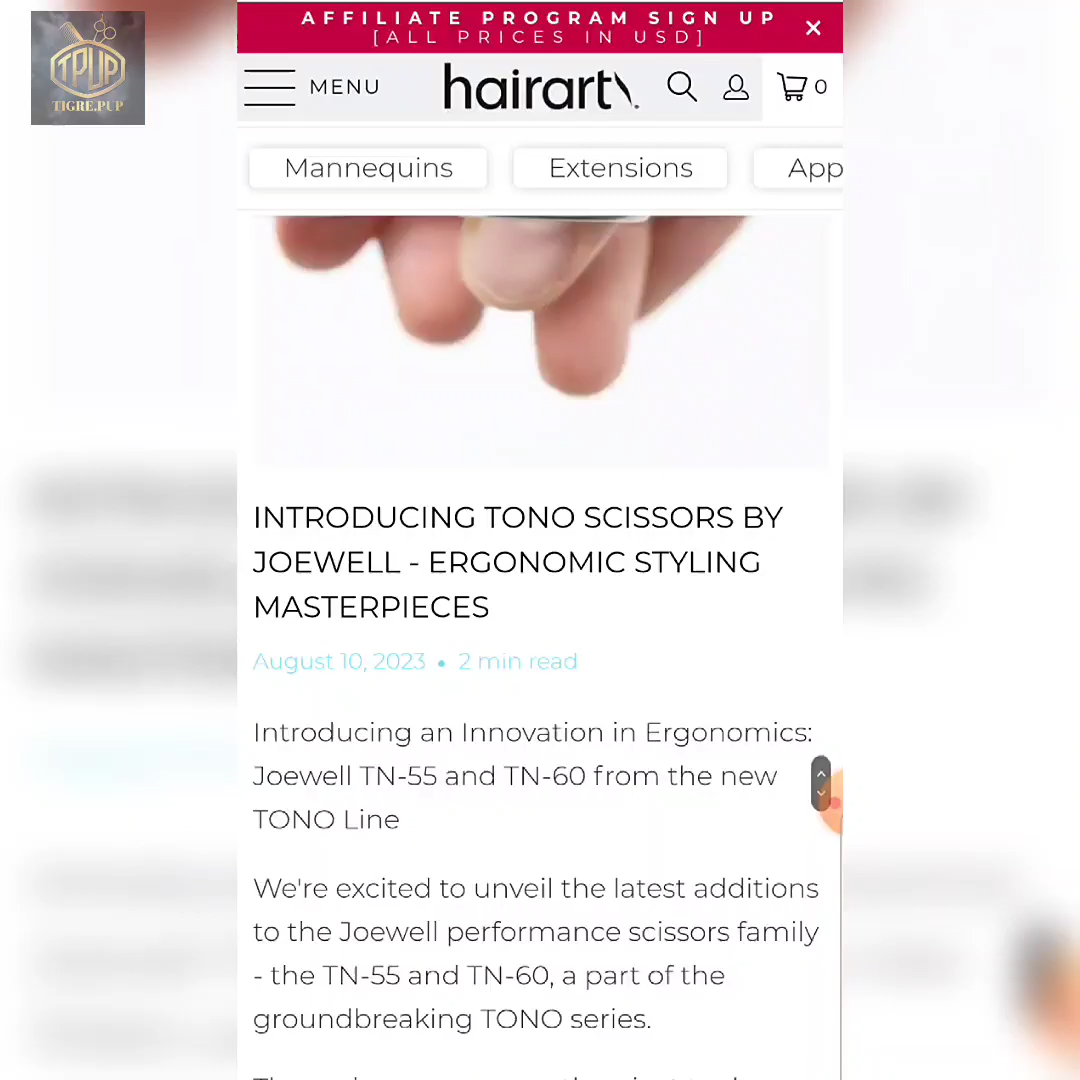 AFFILIATE PROGRAM SIGN UP
[ALL PRICES IN USD]
TPUP
TIGRE.PUP
MENU
hairart
0
Mannequins
Extensions
App
INTRODUCING TONO SCISSORS BY
JOEWELL - ERGONOMIC STYLING
MASTERPIECES
August 10, 2023 • 2 min read
Introducing an Innovation in Ergonomics:
Joewell TN-55 and TN-60 from the new
TONO Line
We're excited to unveil the latest additions
to the Joewell performance scissors family
- the TN-55 and TN-60, a part of the
groundbreaking TONO series.